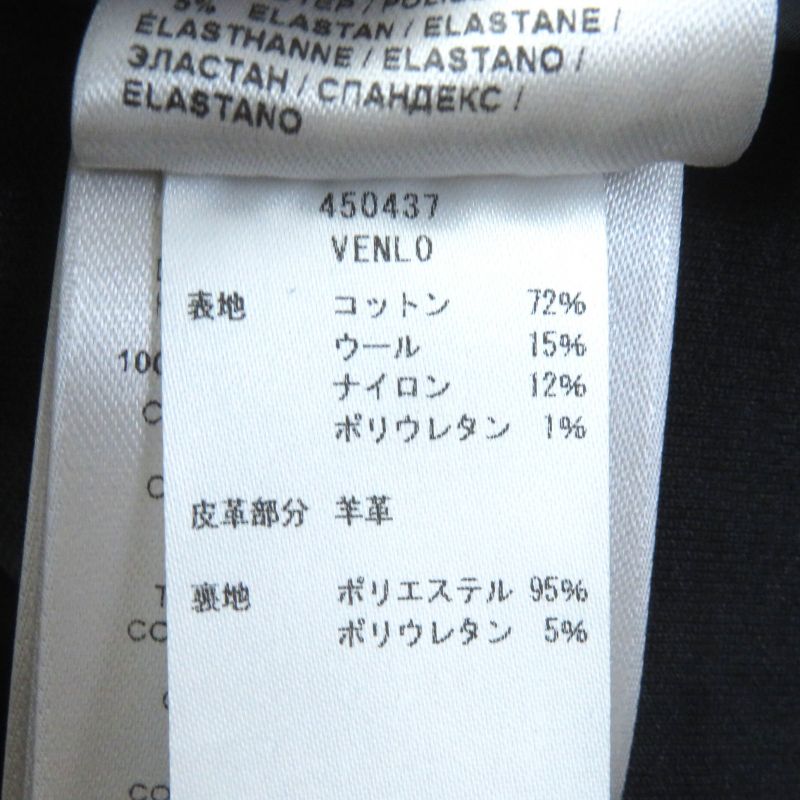 5% ELASTAN / ELASTANE /
ÉLASTHANNE / ELASTANO /
ЭЛАСТАН / СПАНДЕКС /
ELASTANO
450437
VENLO
表地 コットン 72%
ウール 15%
ナイロン 12%
ポリウレタン 1%
皮革部分 羊革
裏地 ポリエステル 95%
ポリウレタン 5%